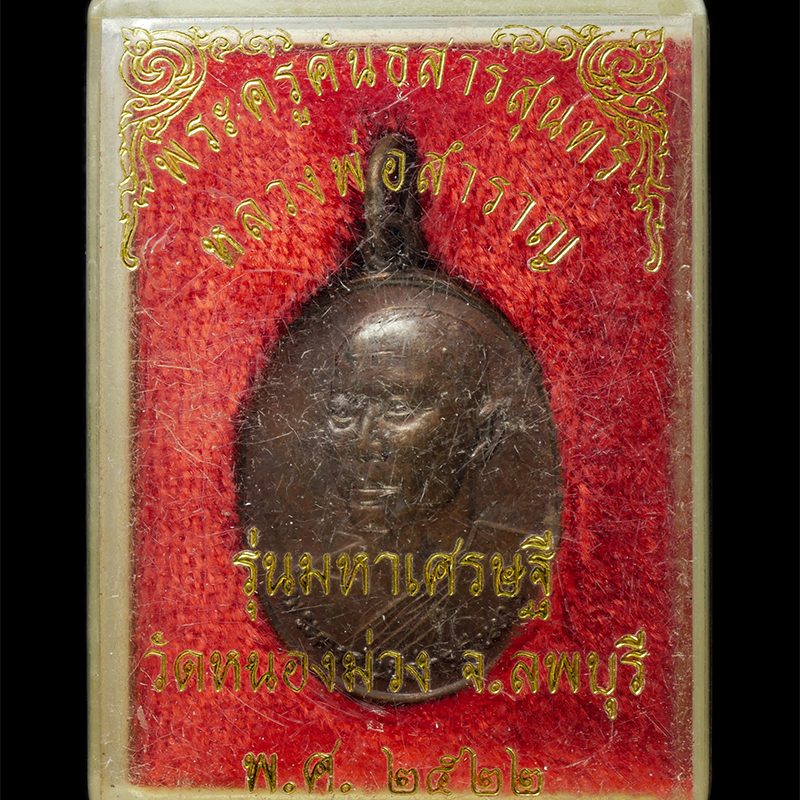 พระครูคันธสารสุนทร
หลวงพ่อสำราญ
รุ่นมหาเศรษฐี
วัดหนองม่วง จ.ลพบุรี
พ.ศ. ๒๕๒๒